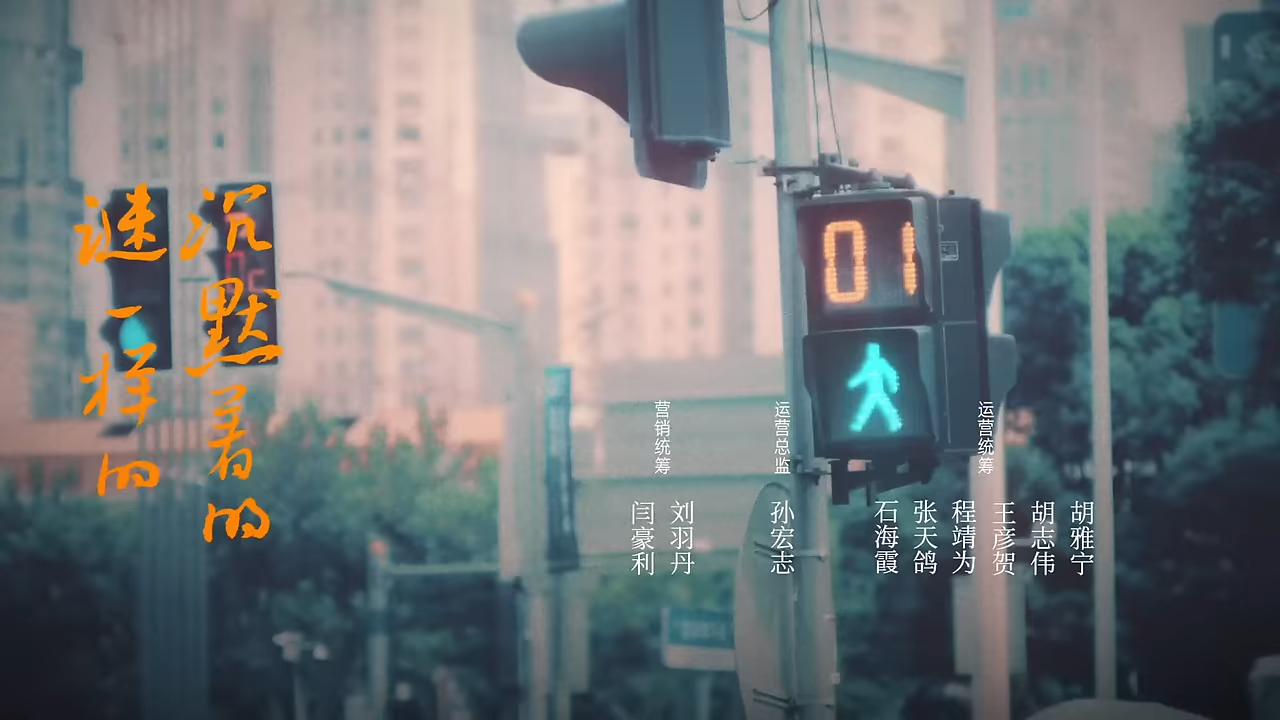 沉默着的
谜一样的
01
运营统筹
胡雅宁
胡志伟
王彦贺
程靖为
张天鸽
石海霞
运营总监
孙宏志
营销统筹
刘羽丹
闫豪利